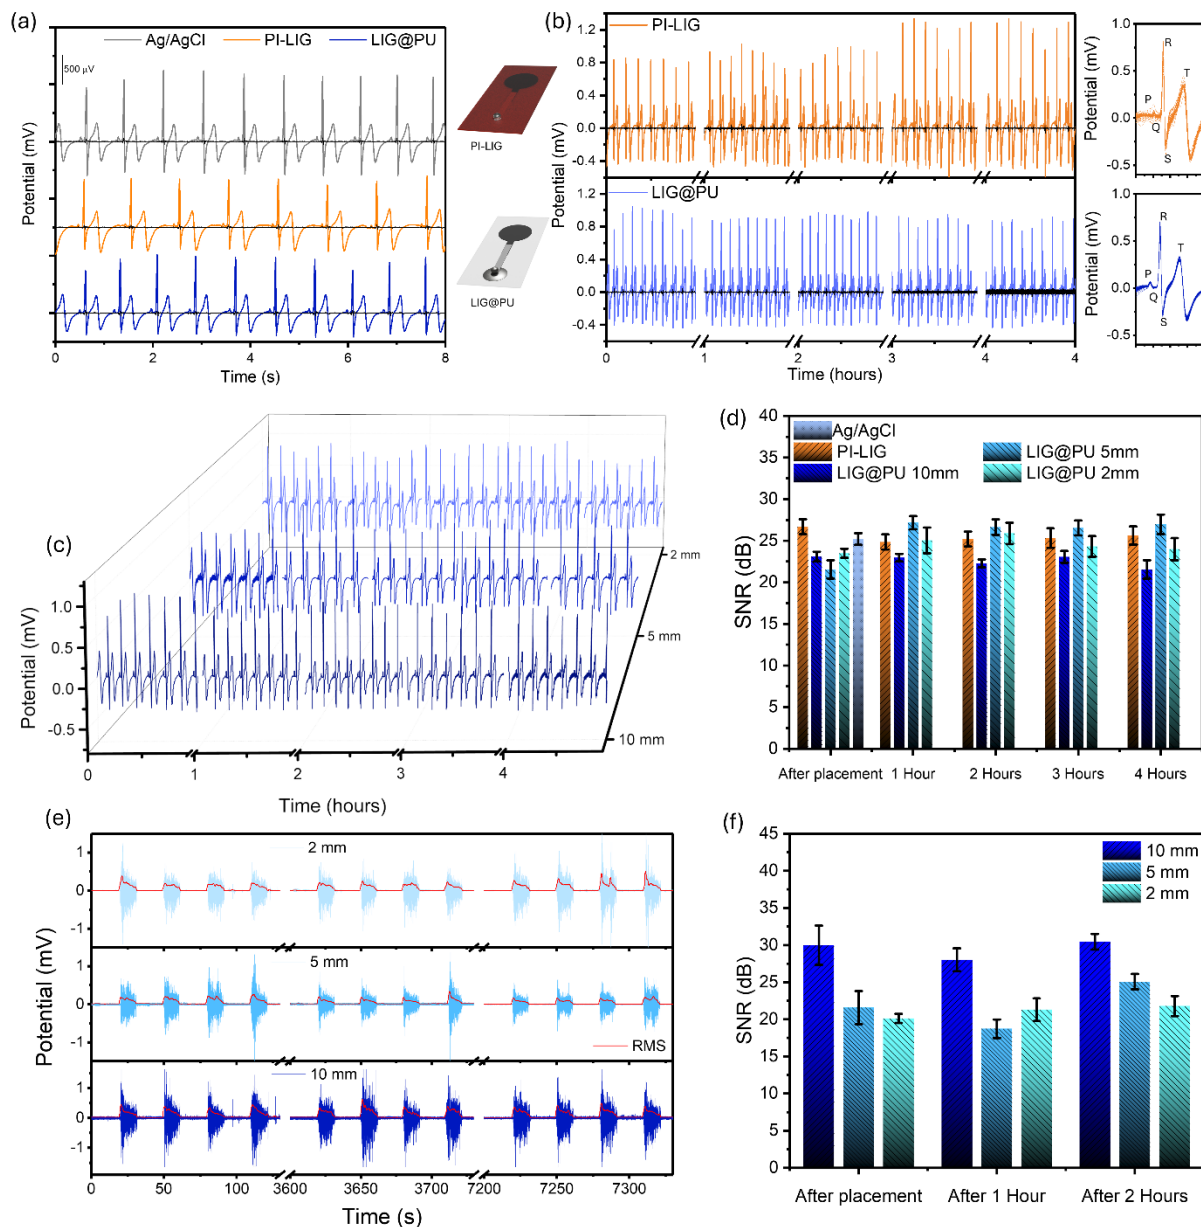 (a)
Ag/AgCl
PI-LIG
LIG@PU
500 µV
Potential (mV)
0
2
4
6
8
Time (s)
PI-LIG
LIG@PU
(b)
PI-LIG
1.2
0.8
0.4
0.0
-0.4
LIG@PU
1.2
0.8
0.4
0.0
-0.4
Potential (mV)
0
1
2
3
4
4
Time (hours)
1.0
0.5
0.0
-0.5
Potential (mV)
P
Q
R
S
T
1.0
0.5
0.0
-0.5
Potential (mV)
P
Q
R
S
T
(c)
1.0
0.5
0.0
-0.5
Potential (mV)
0
1
2
3
4
Time (hours)
2 mm
5 mm
10 mm
(d)
40
35
30
25
20
15
10
5
0
SNR (dB)
Ag/AgCl
PI-LIG
LIG@PU 10mm
LIG@PU 5mm
LIG@PU 2mm
After placement
1 Hour
2 Hours
3 Hours
4 Hours
(e)
2 mm
1
0
-1
5 mm
1
0
-1
RMS
10 mm
1
0
-1
Potential (mV)
0
50
100
3600
3650
3700
7200
7250
7300
Time (s)
(f)
45
40
35
30
25
20
15
10
5
0
SNR (dB)
10 mm
5 mm
2 mm
After placement
After 1 Hour
After 2 Hours